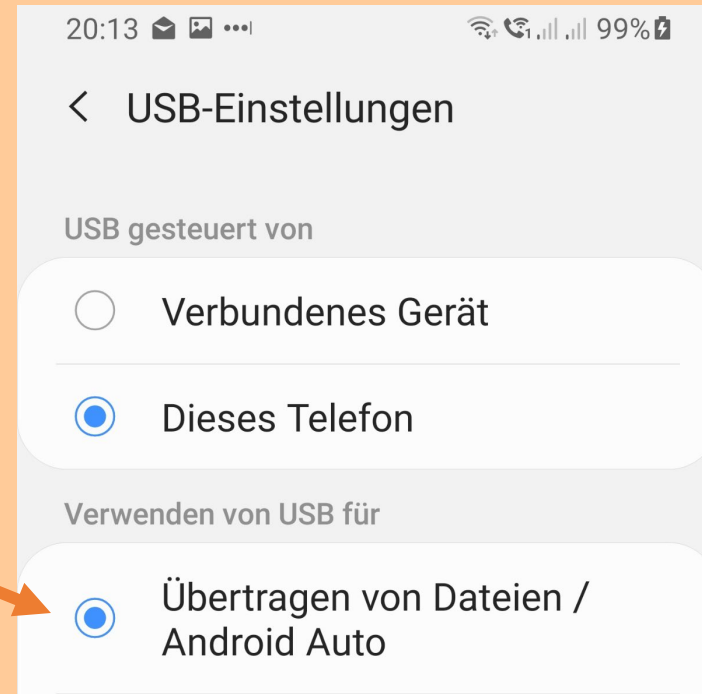 20:13 99%
USB-Einstellungen
USB gesteuert von
Verbundenes Gerät
Dieses Telefon
Verwenden von USB für
Übertragen von Dateien /
Android Auto